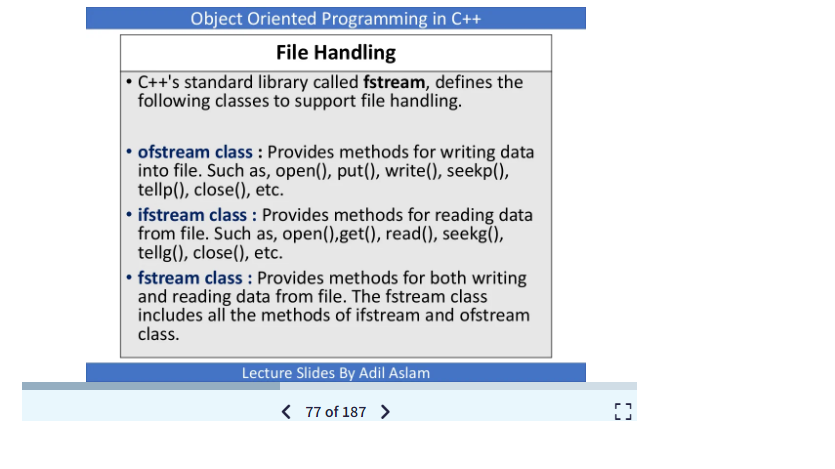 Object Oriented Programming in C++
File Handling
• C++'s standard library called fstream, defines the
following classes to support file handling.
• ofstream class : Provides methods for writing data
into file. Such as, open(), put(), write(), seekp(),
tellp(), close(), etc.
• ifstream class : Provides methods for reading data
from file. Such as, open(),get(), read(), seekg(),
tellg(), close(), etc.
• fstream class : Provides methods for both writing
and reading data from file. The fstream class
includes all the methods of ifstream and ofstream
class.
Lecture Slides By Adil Aslam
77 of 187